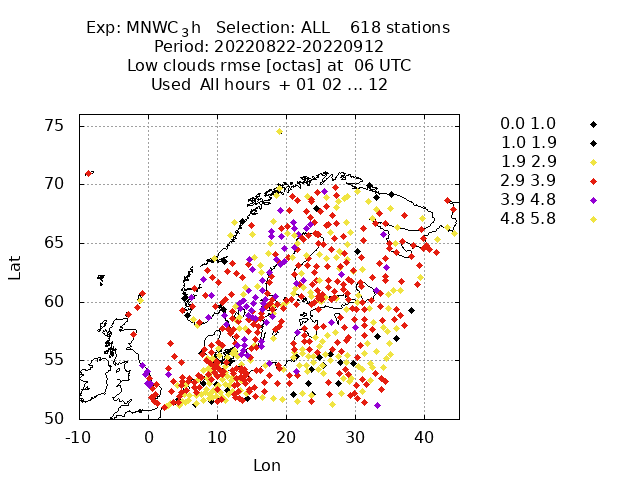 Exp: MNWC_3h   Selection: ALL    618 stations
Period: 20220822-20220912
Low clouds rmse [octas] at  06 UTC
Used  All hours  + 01 02 ... 12
75
70
65
60
55
50
-10 0 10 20 30 40
Lat
Lon
0.0 1.0
1.0 1.9
1.9 2.9
2.9 3.9
3.9 4.8
4.8 5.8